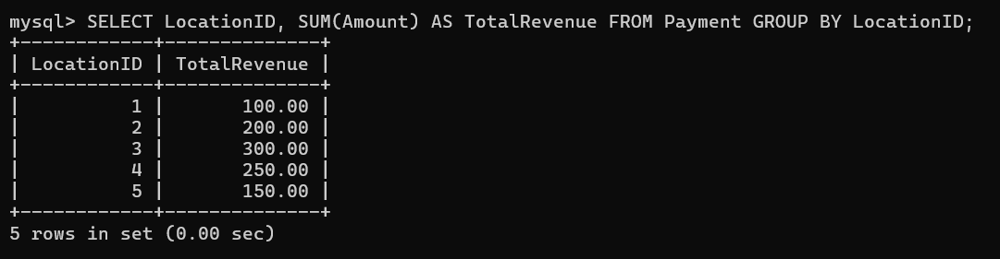 mysql> SELECT LocationID, SUM(Amount) AS TotalRevenue FROM Payment GROUP BY LocationID;
+------------+--------------+
| LocationID | TotalRevenue |
+------------+--------------+
|          1 |       100.00 |
|          2 |       200.00 |
|          3 |       300.00 |
|          4 |       250.00 |
|          5 |       150.00 |
+------------+--------------+
5 rows in set (0.00 sec)